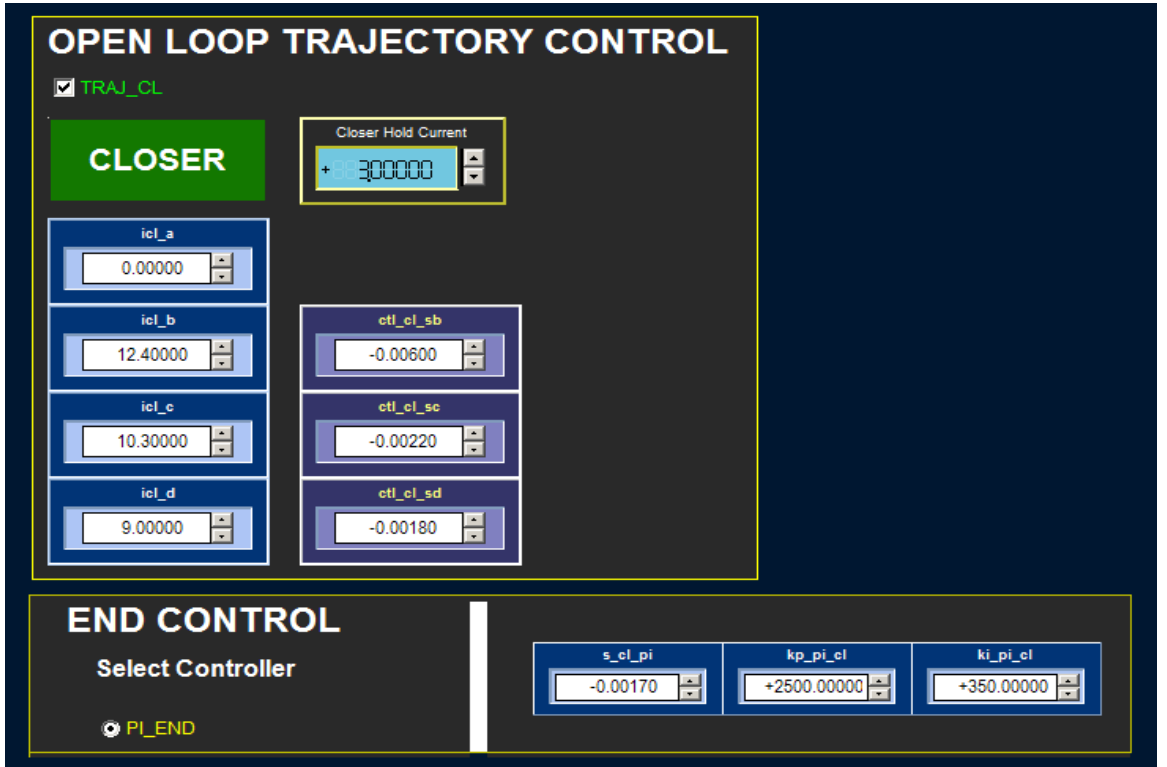 OPEN LOOP TRAJECTORY CONTROL
TRAJ_CL
CLOSER
Closer Hold Current
+3.00000
icl_a
0.00000
icl_b
12.40000
ctl_cl_sb
-0.00600
icl_c
10.30000
ctl_cl_sc
-0.00220
icl_d
9.00000
ctl_cl_sd
-0.00180
END CONTROL
Select Controller
PI_END
s_cl_pi
-0.00170
kp_pi_cl
+2500.00000
ki_pi_cl
+350.00000